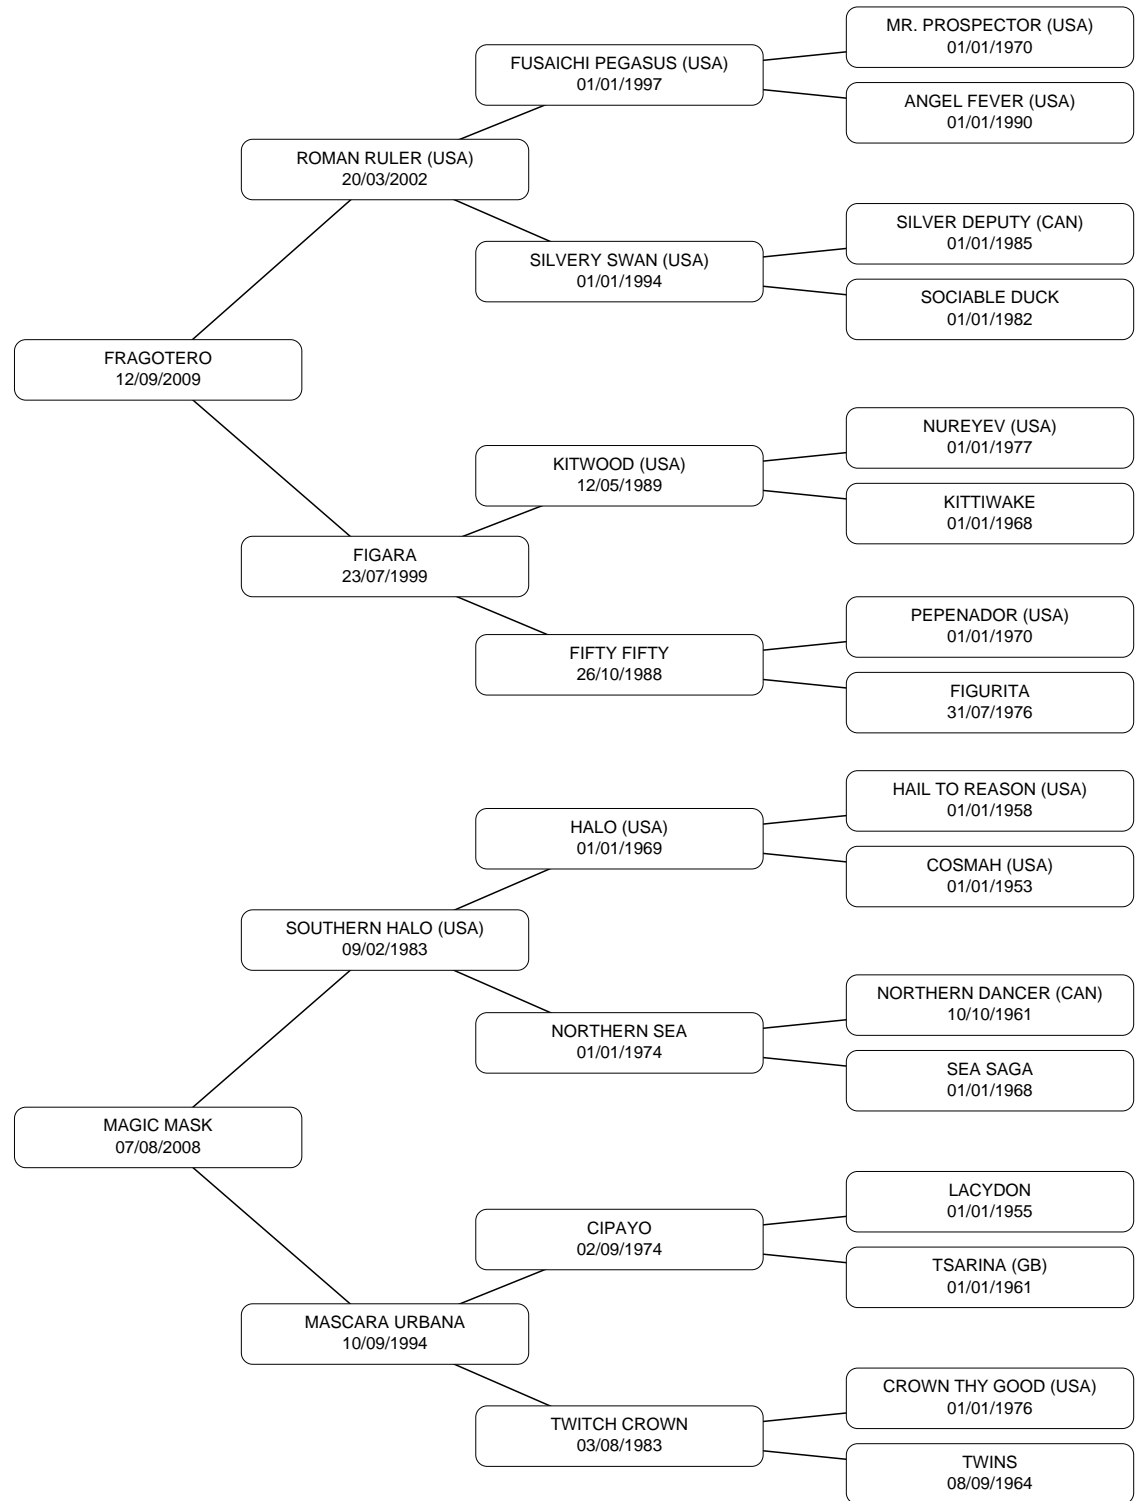 MR. PROSPECTOR (USA)
01/01/1970
FUSAICHI PEGASUS (USA)
01/01/1997
ANGEL FEVER (USA)
01/01/1990
ROMAN RULER (USA)
20/03/2002
SILVER DEPUTY (CAN)
01/01/1985
SILVERY SWAN (USA)
01/01/1994
SOCIABLE DUCK
01/01/1982
FRAGOTERO
12/09/2009
NUREYEV (USA)
01/01/1977
KITWOOD (USA)
12/05/1989
KITTIWAKE
01/01/1968
FIGARA
23/07/1999
PEPENADOR (USA)
01/01/1970
FIFTY FIFTY
26/10/1988
FIGURITA
31/07/1976
HAIL TO REASON (USA)
01/01/1958
HALO (USA)
01/01/1969
COSMAH (USA)
01/01/1953
SOUTHERN HALO (USA)
09/02/1983
NORTHERN DANCER (CAN)
10/10/1961
NORTHERN SEA
01/01/1974
SEA SAGA
01/01/1968
MAGIC MASK
07/08/2008
LACYDON
01/01/1955
CIPAYO
02/09/1974
TSARINA (GB)
01/01/1961
MASCARA URBANA
10/09/1994
CROWN THY GOOD (USA)
01/01/1976
TWITCH CROWN
03/08/1983
TWINS
08/09/1964